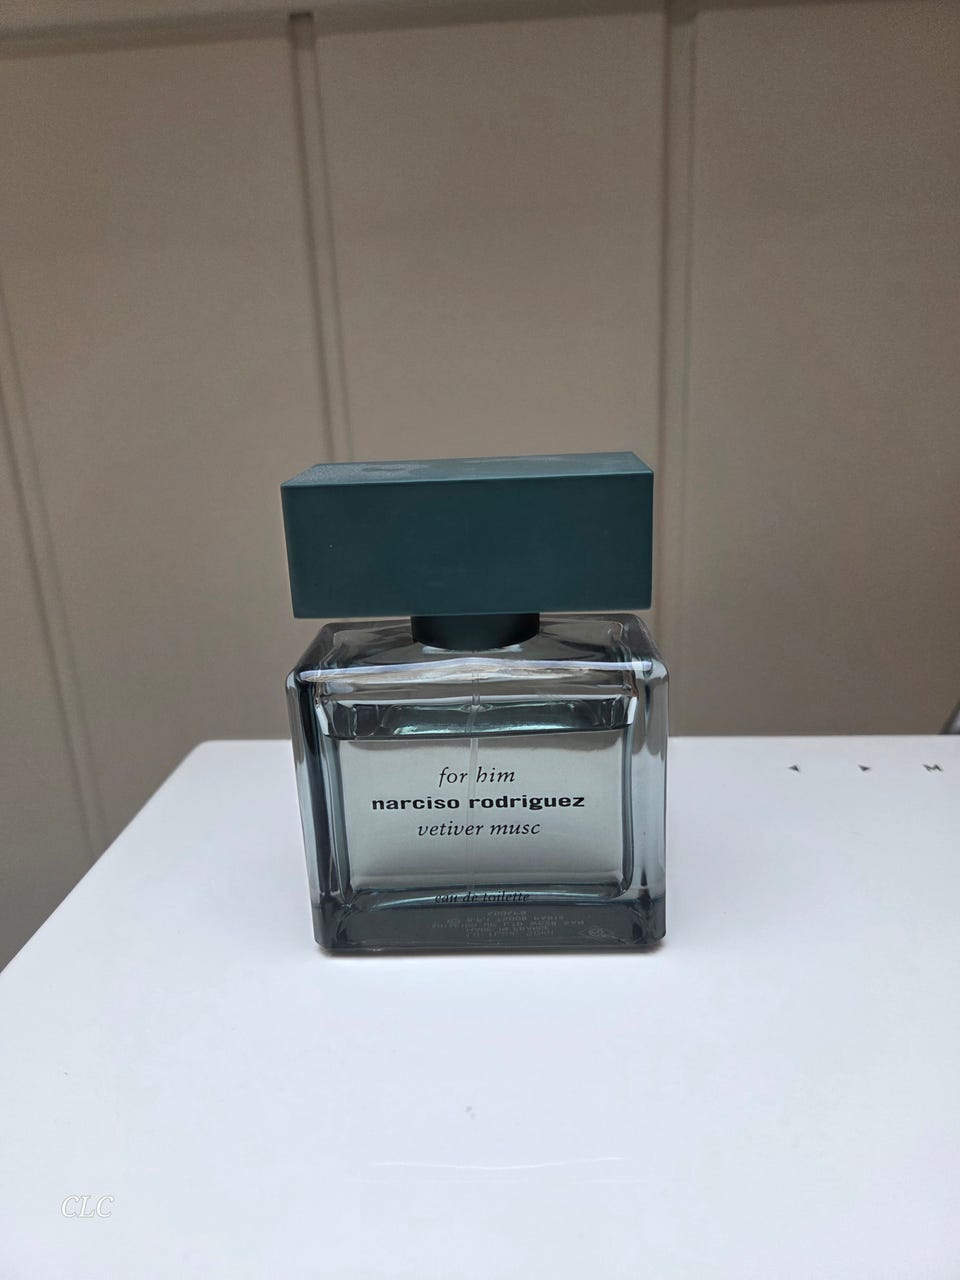 for him
narciso rodriguez
vetiver musc
eau de toilette
CLC